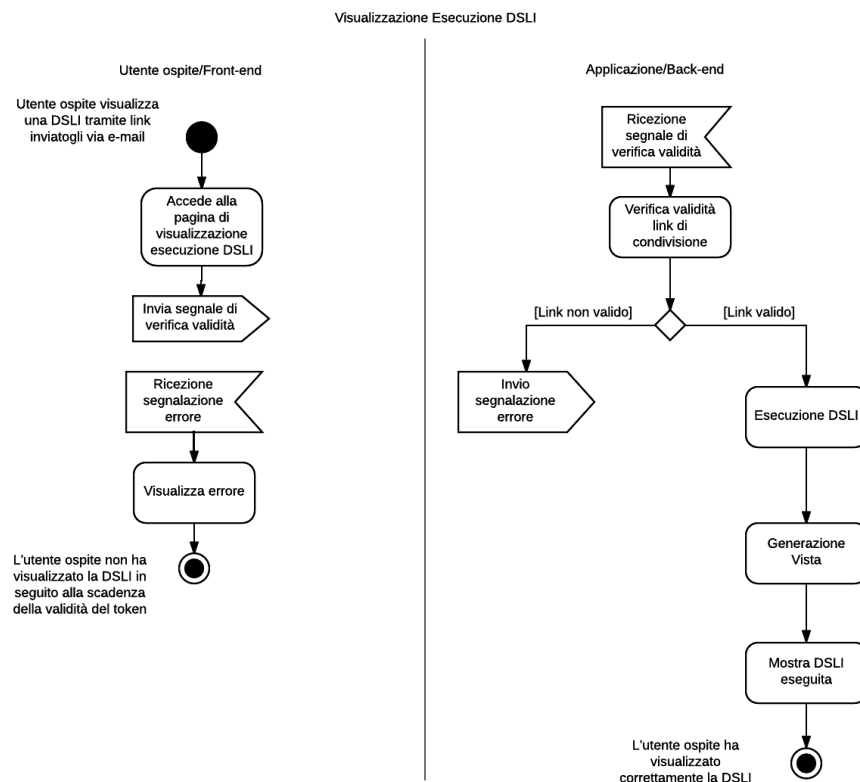 Visualizzazione Esecuzione DSLI
Utente ospite/Front-end
Utente ospite visualizza
una DSLI tramite link
inviatogli via e-mail
Accede alla
pagina di
visualizzazione
esecuzione DSLI
Invia segnale di
verifica validità
Ricezione
segnalazione
errore
Visualizza errore
L'utente ospite non ha
visualizzato la DSLI in
seguito alla scadenza
della validità del token
Applicazione/Back-end
Ricezione
segnale di
verifica validità
Verifica validità
link di
condivisione
[Link non valido]
[Link valido]
Invio
segnalazione
errore
Esecuzione DSLI
Generazione
Vista
Mostra DSLI
eseguita
L'utente ospite ha
visualizzato
correttamente la DSLI